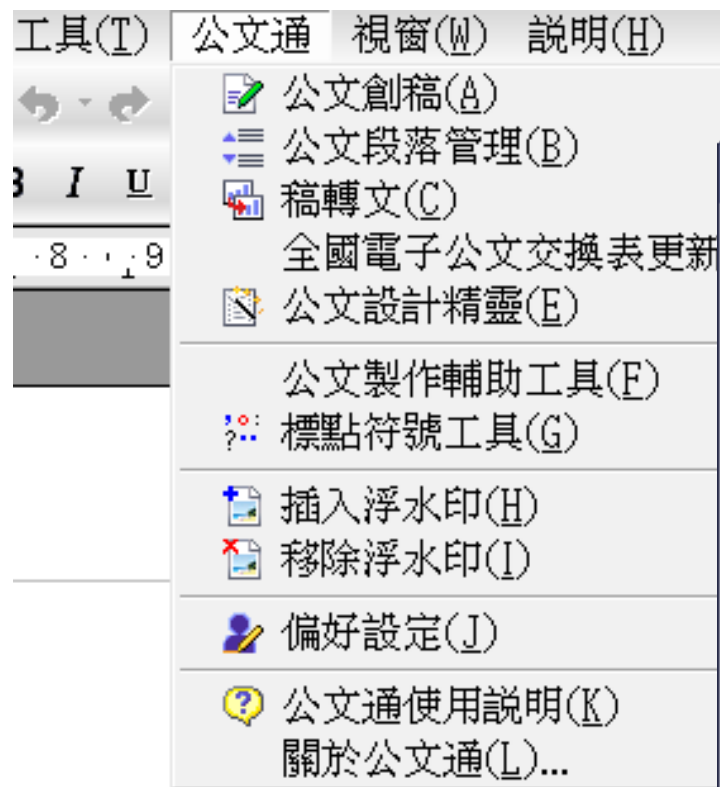 工具(T) 公文通 視窗(W) 說明(H)
公文創稿(A)
公文段落管理(B)
I U
稿轉文(C)
8 9 全國電子公文交換表更新
公文設計精靈(E)
公文製作輔助工具(F)
標點符號工具(G)
插入浮水印(H)
移除浮水印(I)
偏好設定(J)
公文通使用說明(K)
關於公文通(L)...